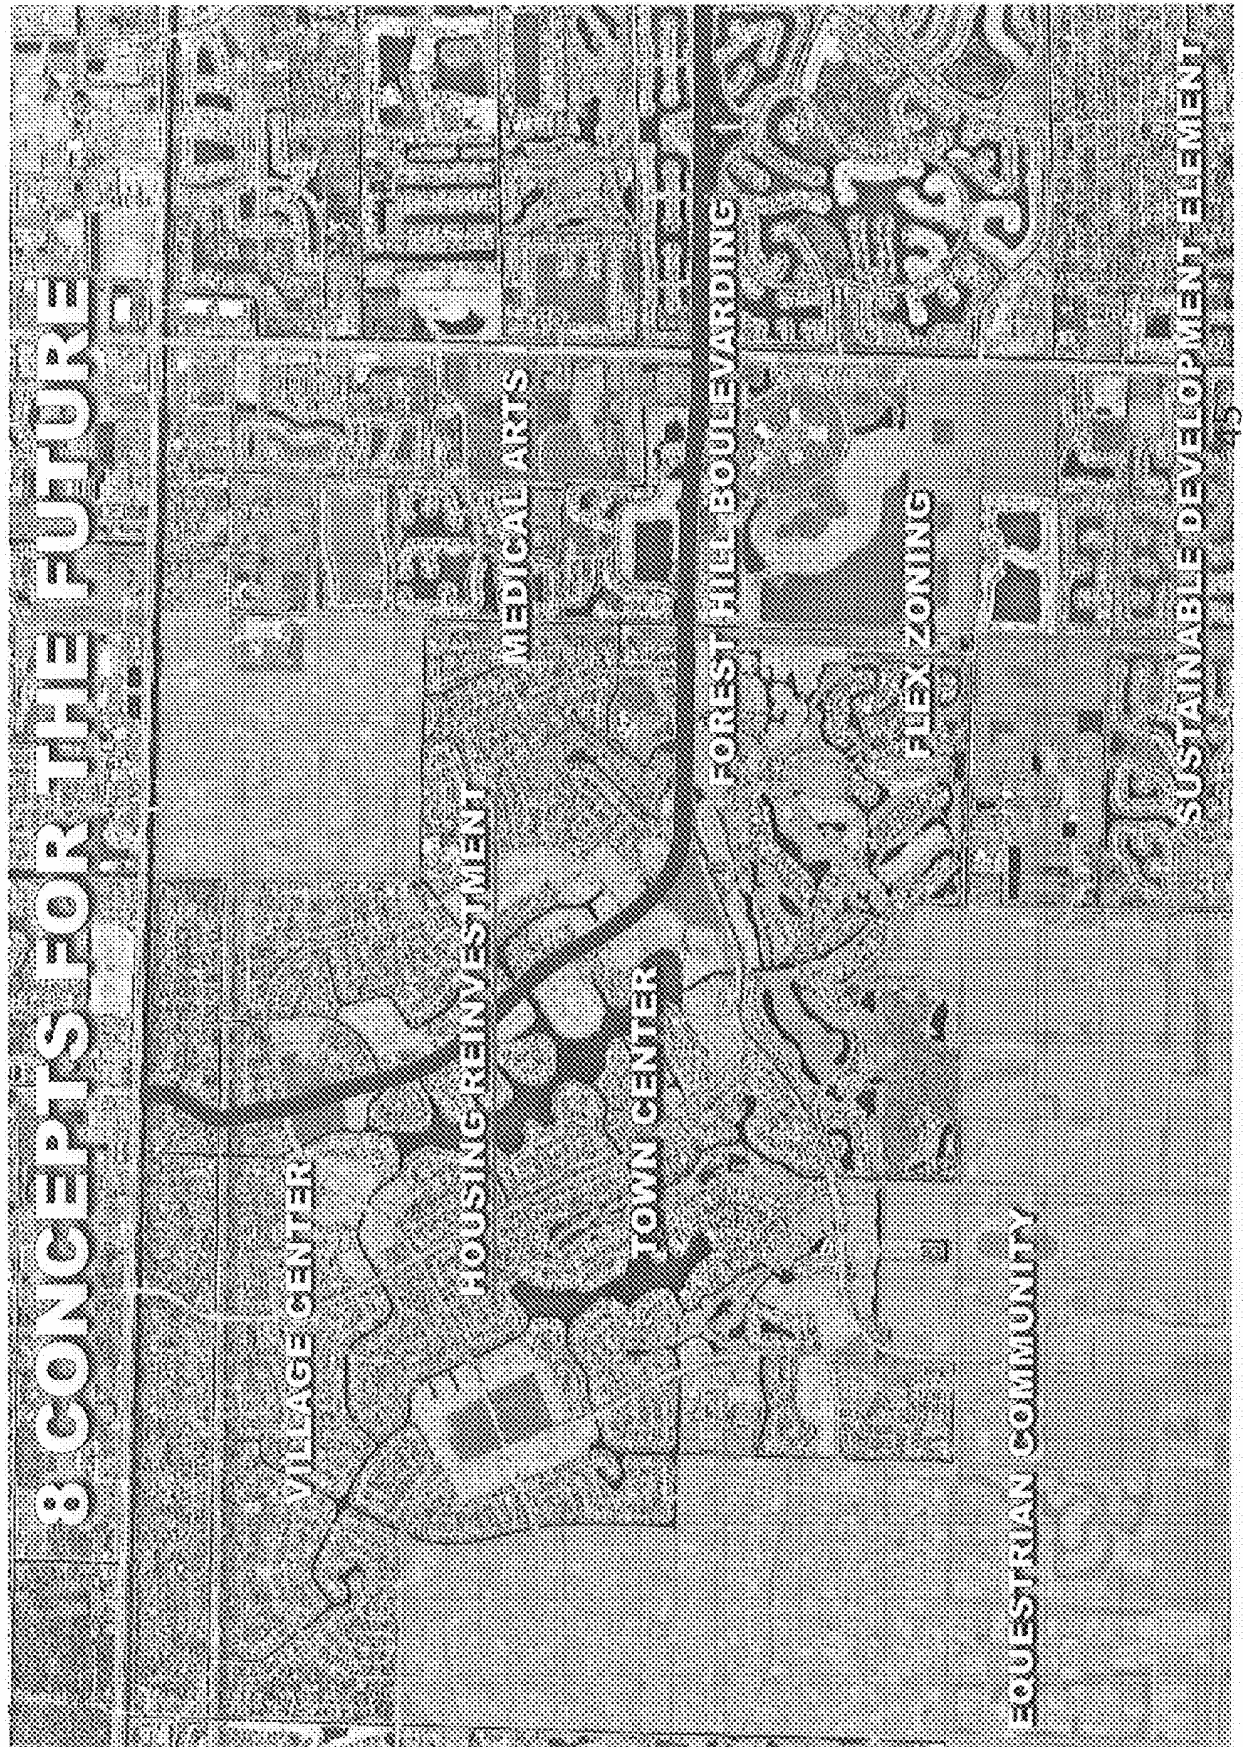 8 CONCEPTS FOR THE FUTURE
VILLAGE CENTER
HOUSING REINVESTMENT
MEDICAL ARTS
TOWN CENTER
FOREST HILL BOULEVARDING
FLEX ZONING
EQUESTRIAN COMMUNITY
SUSTAINABLE DEVELOPMENT ELEMENT
45